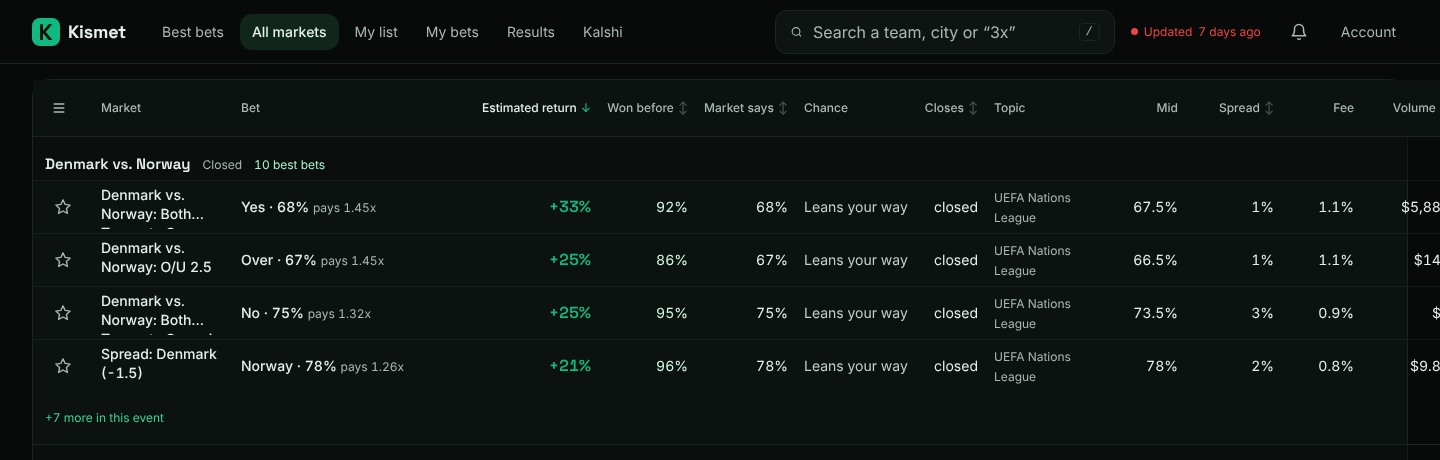 K Kismet Best bets All markets My list My bets Results Kalshi Search a team, city or “3x” / Updated 7 days ago Account
Market Bet Estimated return ↓ Won before Market says Chance Closes Topic Mid Spread Fee Volume
Denmark vs. Norway Closed 10 best bets
Denmark vs.
Norway: Both...
Yes · 68% pays 1.45x +33% 92% 68% Leans your way closed UEFA Nations
League
67.5% 1% 1.1% $5,88
Denmark vs.
Norway: O/U 2.5
Over · 67% pays 1.45x +25% 86% 67% Leans your way closed UEFA Nations
League
66.5% 1% 1.1% $14
Denmark vs.
Norway: Both...
No · 75% pays 1.32x +25% 95% 75% Leans your way closed UEFA Nations
League
73.5% 3% 0.9% $
Spread: Denmark
(-1.5)
Norway · 78% pays 1.26x +21% 96% 78% Leans your way closed UEFA Nations
League
78% 2% 0.8% $9.8
+7 more in this event